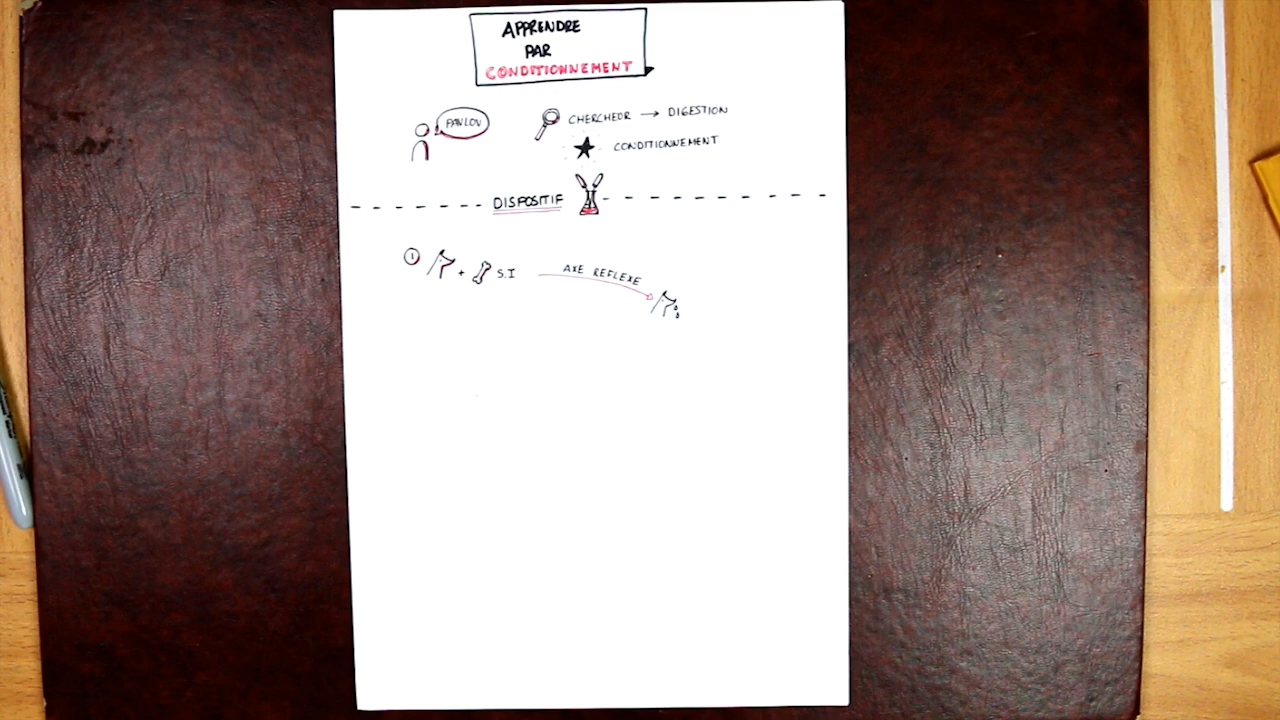 APPRENDRE
PAR
CONDITIONNEMENT
PAVLOV
CHERCHEUR → DIGESTION
CONDITIONNEMENT
DISPOSITIF
1 + S.I AXE REFLEXE